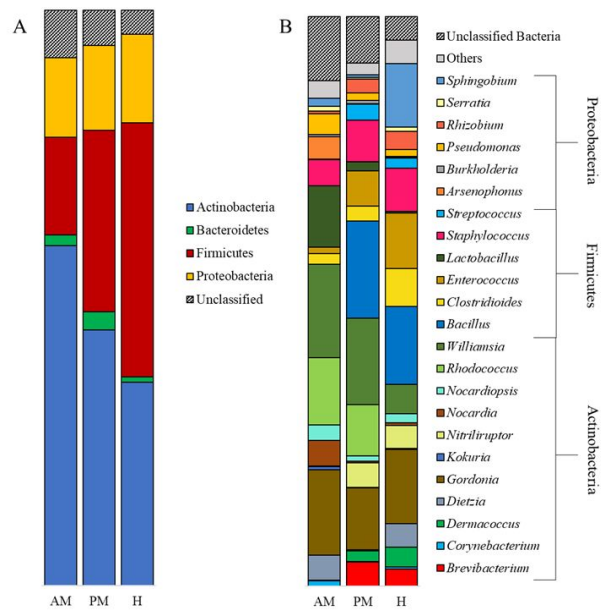 A
Actinobacteria
Bacteroidetes
Firmicutes
Proteobacteria
Unclassified
AM PM H
B
Unclassified Bacteria
Others
Sphingobium
Serratia
Rhizobium
Pseudomonas
Burkholderia
Arsenophonus
Streptococcus
Staphylococcus
Lactobacillus
Enterococcus
Clostridioides
Bacillus
Williamsia
Rhodococcus
Nocardiopsis
Nocardia
Nitriliruptor
Kokuria
Gordonia
Dietzia
Dermacoccus
Corynebacterium
Brevibacterium
Proteobacteria
Firmicutes
Actinobacteria
AM PM H